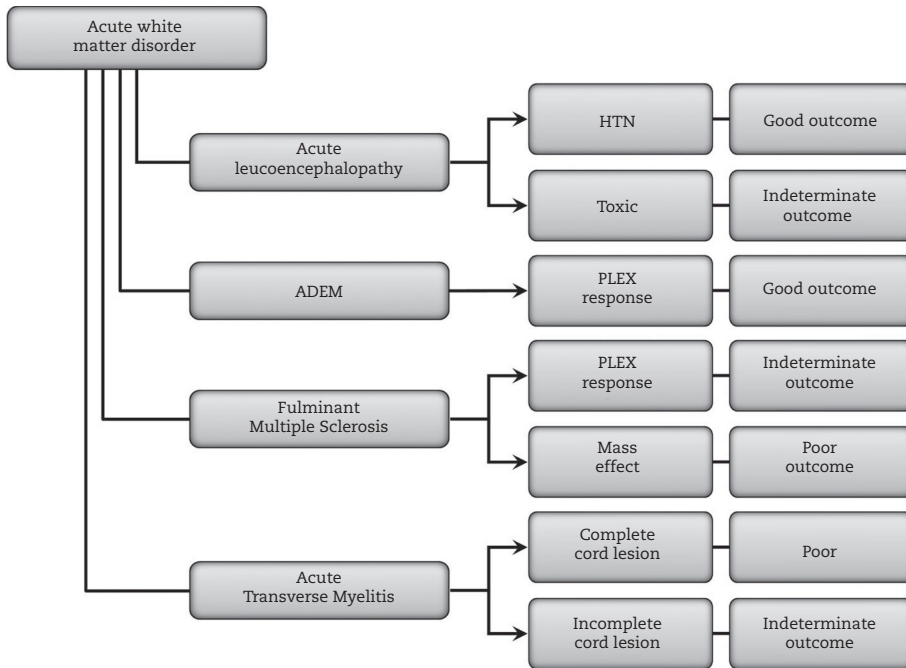 Acute white
matter disorder
Acute
leucoencephalopathy
HTN
Good outcome
Toxic
Indeterminate
outcome
ADEM
PLEX
response
Good outcome
Fulminant
Multiple Sclerosis
PLEX
response
Indeterminate
outcome
Mass
effect
Poor
outcome
Acute
Transverse Myelitis
Complete
cord lesion
Poor
Incomplete
cord lesion
Indeterminate
outcome